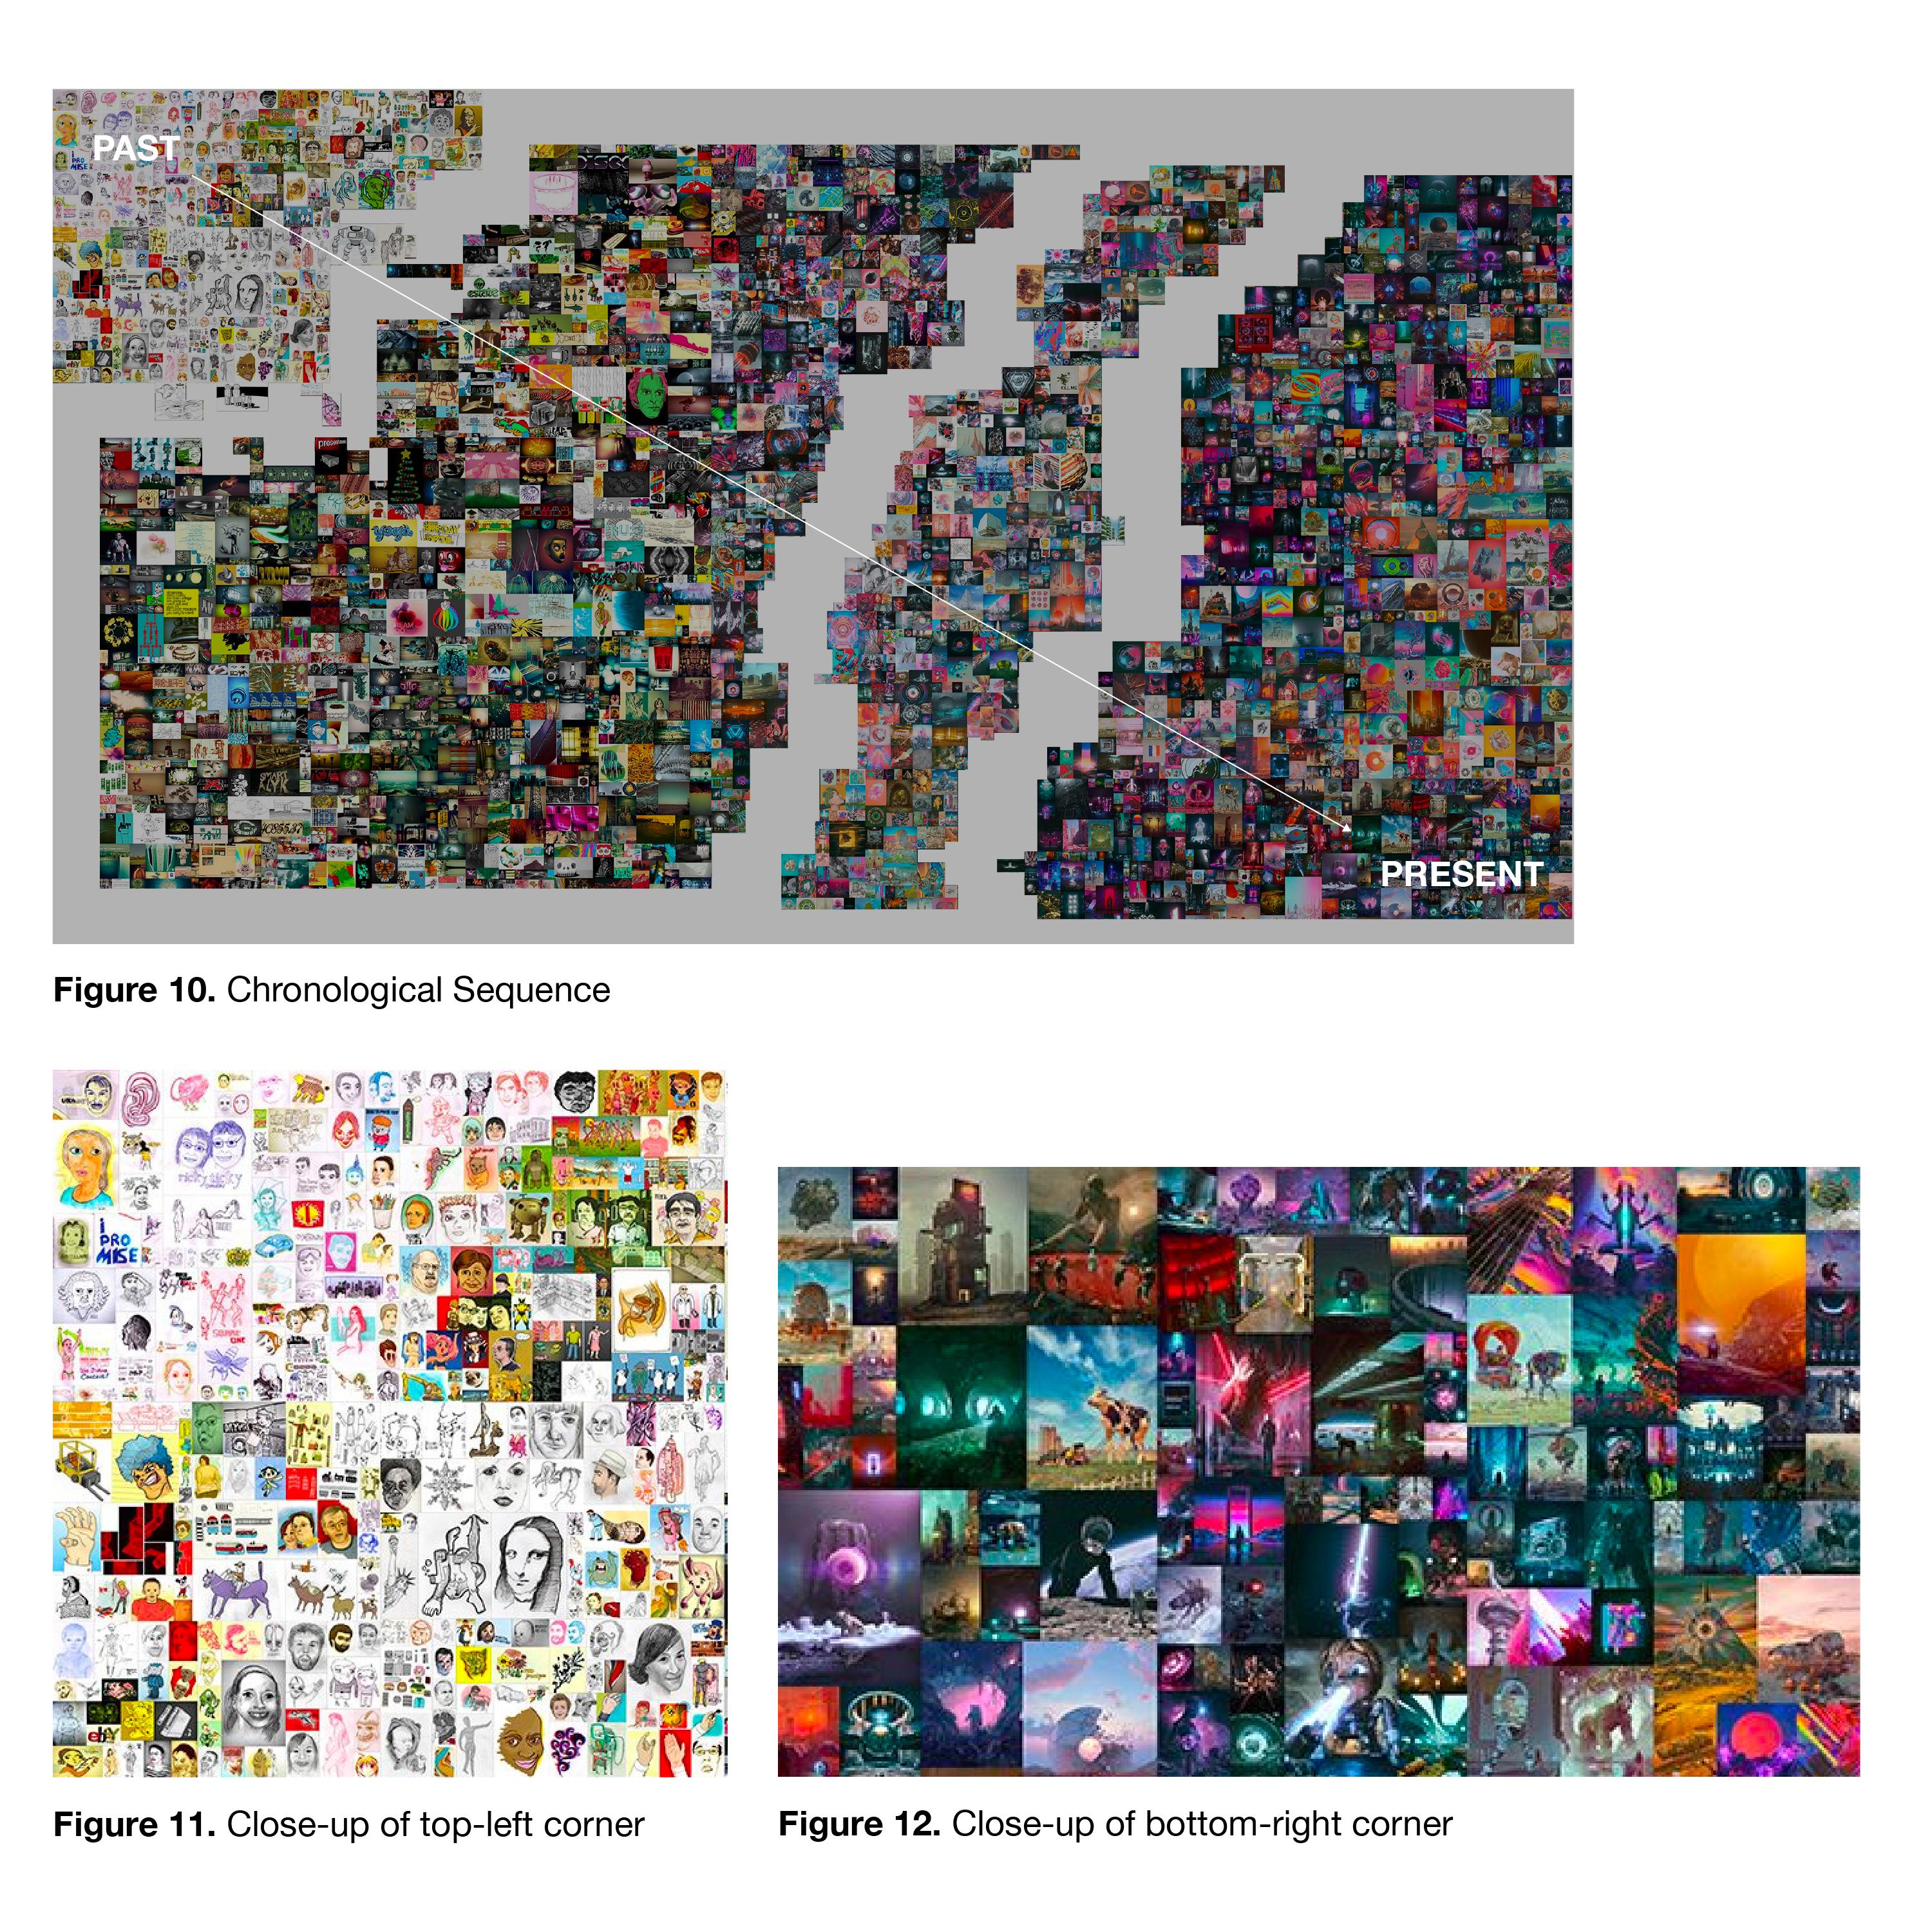 PAST
PRESENT
Figure 10. Chronological Sequence
I
PRO
MISE
Figure 11. Close-up of top-left corner
Figure 12. Close-up of bottom-right corner